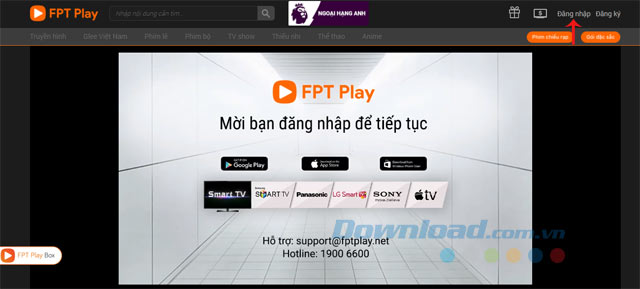 FPT Play
Nhập nội dung cần tìm...
NGOẠI HẠNG ANH
5
Đăng nhập
Đăng ký
Truyền hình
Glee Việt Nam
Phim lẻ
Phim bộ
TV show
Thiếu nhi
Thể thao
Anime
Phim chiếu rạp
Gói đặc sắc
FPT Play
Mời bạn đăng nhập để tiếp tục
Google Play
App Store
Smart TV
SMART TV
Panasonic
LG Smart
SONY
make.believe
tv
Download.com.vn
Hỗ trợ: support@fptplay.net
Hotline: 1900 6600
FPT Play Box